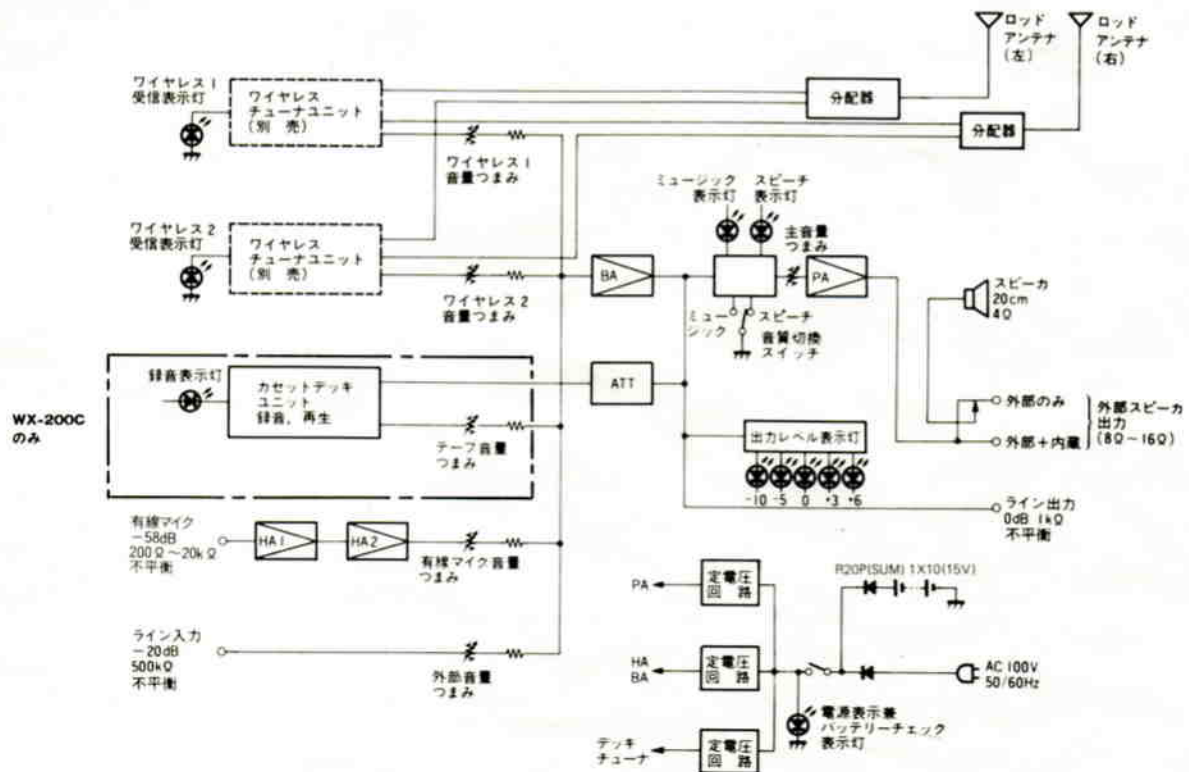 ロッド
アンテナ
(左)
ロッド
アンテナ
(右)
分配器
分配器
ワイヤレス1
受信表示灯
ワイヤレス
チューナユニット
(別 売)
ワイヤレス1
音量つまみ
ワイヤレス2
受信表示灯
ワイヤレス
チューナユニット
(別 売)
ワイヤレス2
音量つまみ
ミュージック
表示灯
スピーチ
表示灯
主音量
つまみ
BA
PA
ミュー
ジック
スピーチ
音質切換
スイッチ
スピーカ
20cm
4Ω
WX-200C
のみ
録音表示灯
カセットデッキ
ユニット
録音, 再生
テープ音量
つまみ
ATT
出力レベル表示灯
-10 -5 0 +3 +6
外部のみ
外部+内蔵
外部スピーカ
出力
(8Ω〜16Ω)
ライン出力
0dB 1kΩ
不平衡
有線マイク
-58dB
200Ω〜20kΩ
不平衡
HA1
HA2
有線マイク音量
つまみ
ライン入力
-20dB
500kΩ
不平衡
外部音量
つまみ
PA
定電圧
回 路
R20P(SUM) 1X10(15V)
HA
BA
定電圧
回 路
AC 100V
50/60Hz
電源表示兼
バッテリーチェック
表示灯
デッキ
チューナ
定電圧
回 路